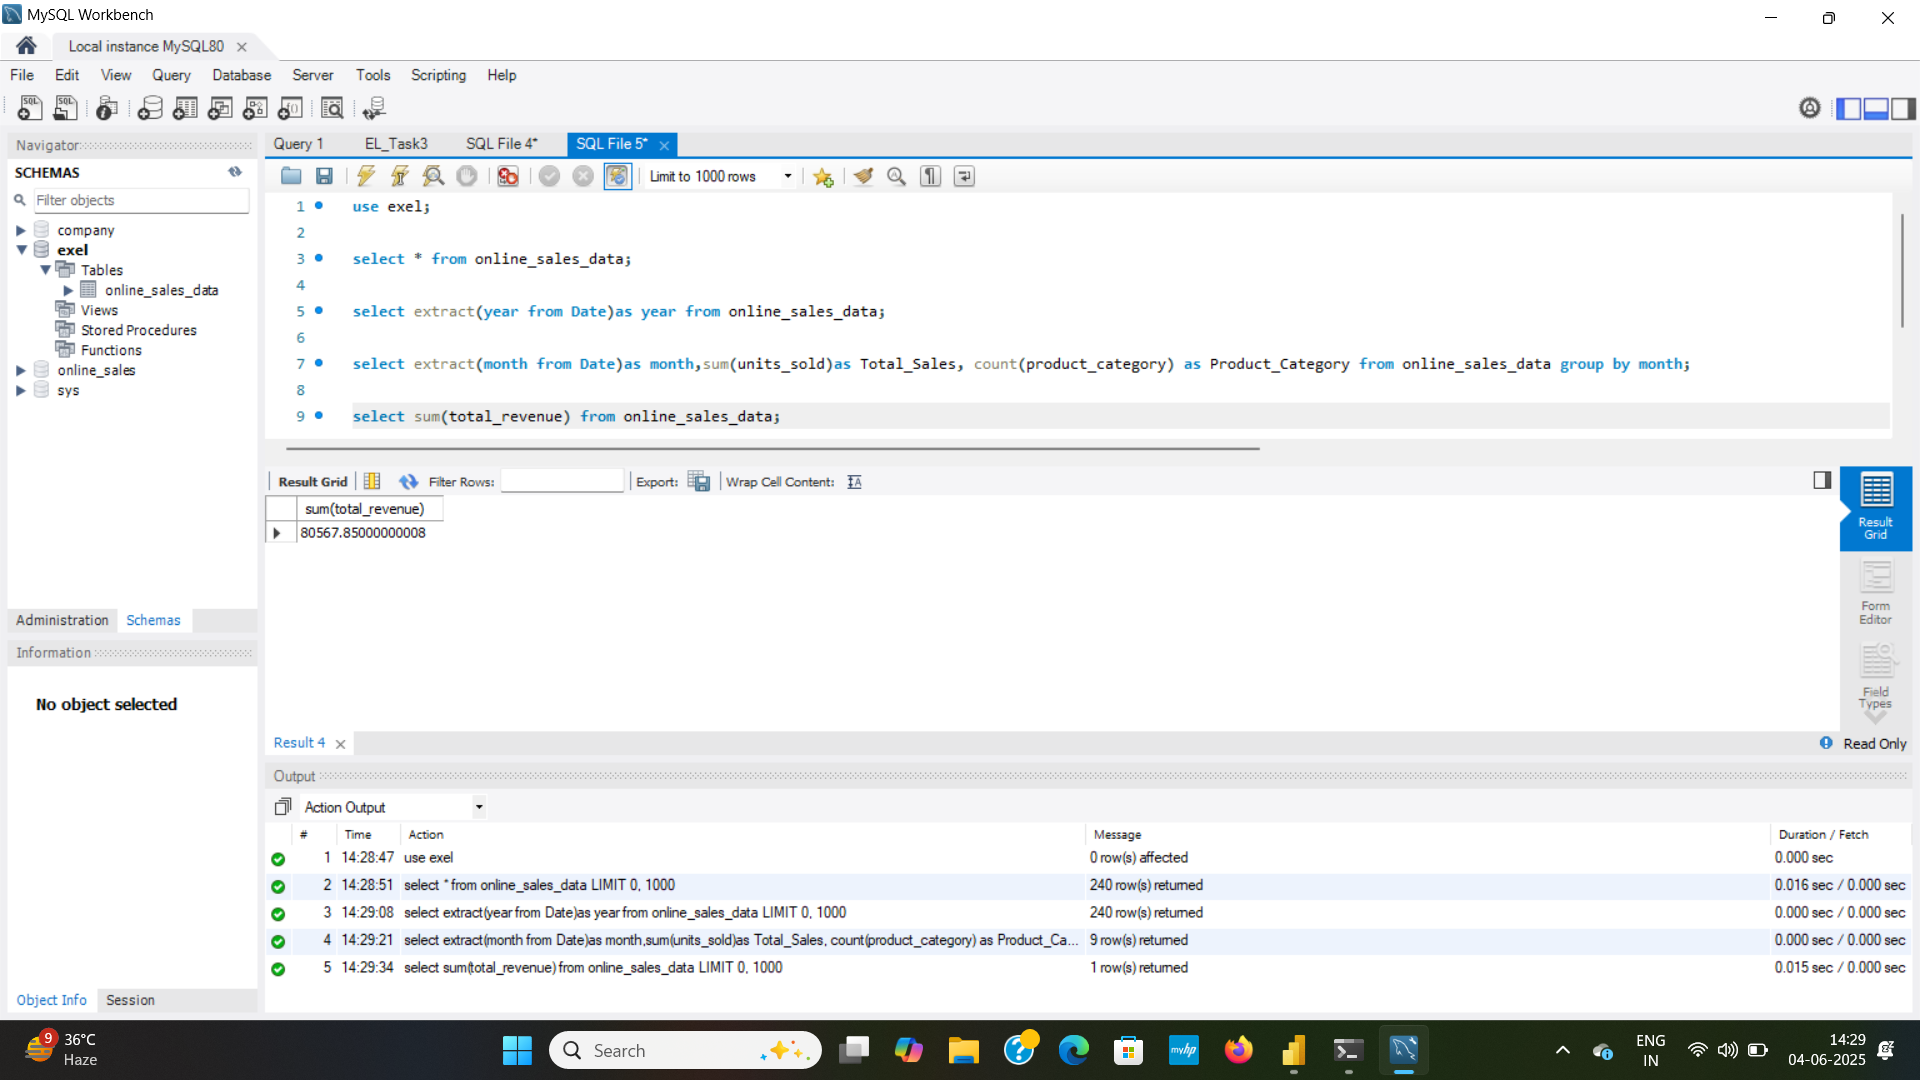 MySQL Workbench
Local instance MySQL80
File Edit View Query Database Server Tools Scripting Help
Navigator
SCHEMAS
Filter objects
company
exel
Tables
online_sales_data
Views
Stored Procedures
Functions
online_sales
sys
Administration Schemas
Information
No object selected
Object Info Session
Query 1 EL_Task3 SQL File 4* SQL File 5*
Limit to 1000 rows
1 use exel;
2
3 select * from online_sales_data;
4
5 select extract(year from Date)as year from online_sales_data;
6
7 select extract(month from Date)as month,sum(units_sold)as Total_Sales, count(product_category) as Product_Category from online_sales_data group by month;
8
9 select sum(total_revenue) from online_sales_data;
Result Grid Filter Rows: Export: Wrap Cell Content:
sum(total_revenue)
80567.85000000008
Result Grid
Form Editor
Field Types
Result 4
Read Only
Output
Action Output
# Time Action Message Duration / Fetch
1 14:28:47 use exel 0 row(s) affected 0.000 sec
2 14:28:51 select * from online_sales_data LIMIT 0, 1000 240 row(s) returned 0.016 sec / 0.000 sec
3 14:29:08 select extract(year from Date)as year from online_sales_data LIMIT 0, 1000 240 row(s) returned 0.000 sec / 0.000 sec
4 14:29:21 select extract(month from Date)as month,sum(units_sold)as Total_Sales, count(product_category) as Product_Ca... 9 row(s) returned 0.000 sec / 0.000 sec
5 14:29:34 select sum(total_revenue) from online_sales_data LIMIT 0, 1000 1 row(s) returned 0.015 sec / 0.000 sec
9
36°C
Haze
Search
myhp
ENG
IN
14:29
04-06-2025